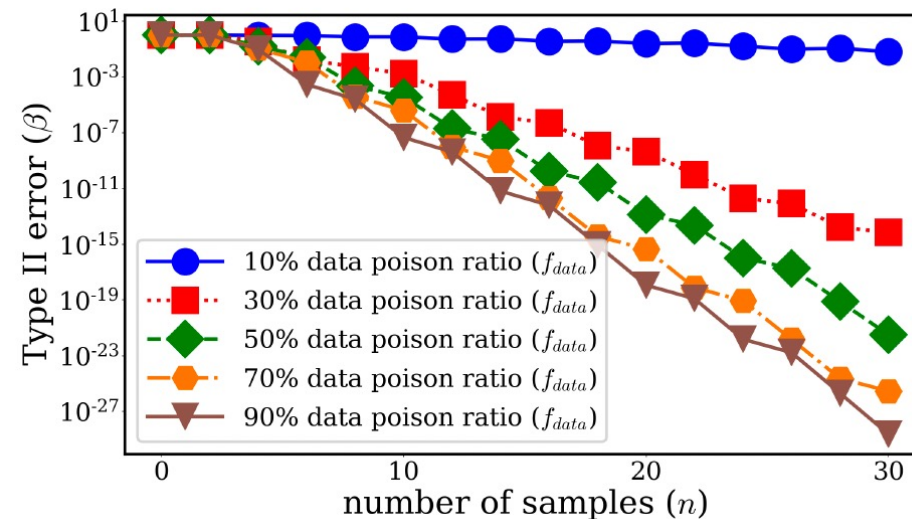 10¹
10⁻³
10⁻⁷
10⁻¹¹
10⁻¹⁵
10⁻¹⁹
10⁻²³
10⁻²⁷
Type II error (β)
10% data poison ratio (f_data)
30% data poison ratio (f_data)
50% data poison ratio (f_data)
70% data poison ratio (f_data)
90% data poison ratio (f_data)
0 10 20 30
number of samples (n)